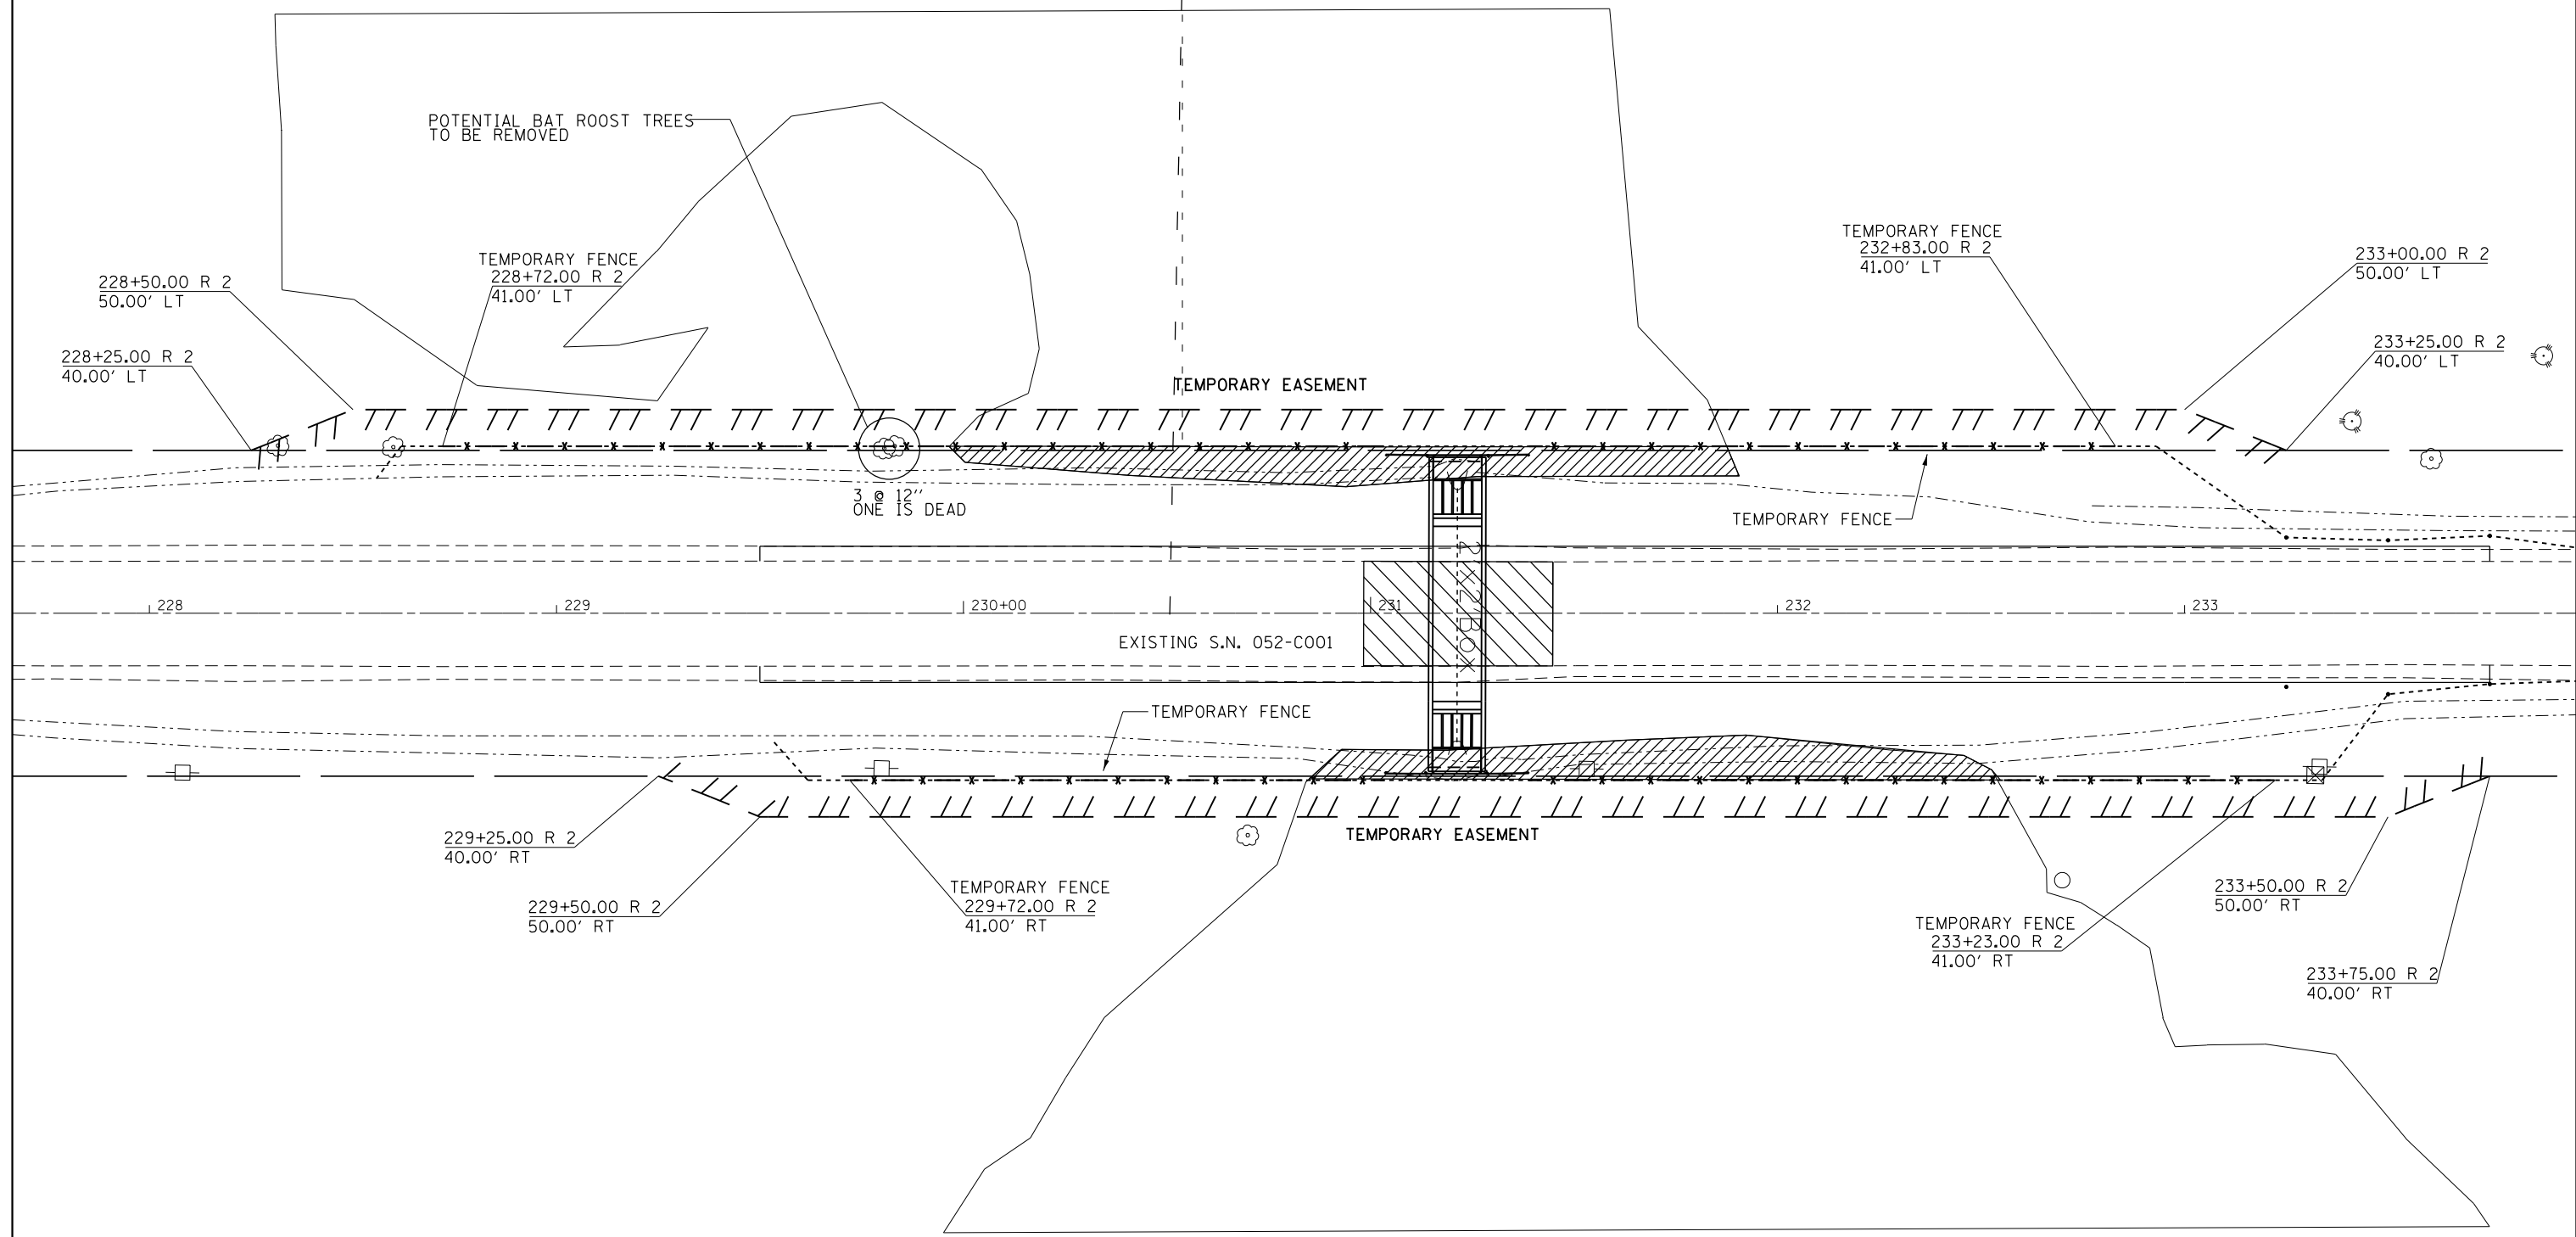 POTENTIAL BAT ROOST TREES
TO BE REMOVED
TEMPORARY FENCE
232+83.00 R 2
41.00' LT
233+00.00 R 2
50.00' LT
TEMPORARY FENCE
228+72.00 R 2
41.00' LT
228+50.00 R 2
50.00' LT
233+25.00 R 2
40.00' LT
228+25.00 R 2
40.00' LT
TEMPORARY EASEMENT
3 @ 12''
ONE IS DEAD
TEMPORARY FENCE
228
229
230+00
231
232
233
2' X 2' BOX
EXISTING S.N. 052-C001
TEMPORARY FENCE
TEMPORARY EASEMENT
229+25.00 R 2
40.00' RT
229+50.00 R 2
50.00' RT
TEMPORARY FENCE
229+72.00 R 2
41.00' RT
233+50.00 R 2
50.00' RT
TEMPORARY FENCE
233+23.00 R 2
41.00' RT
233+75.00 R 2
40.00' RT